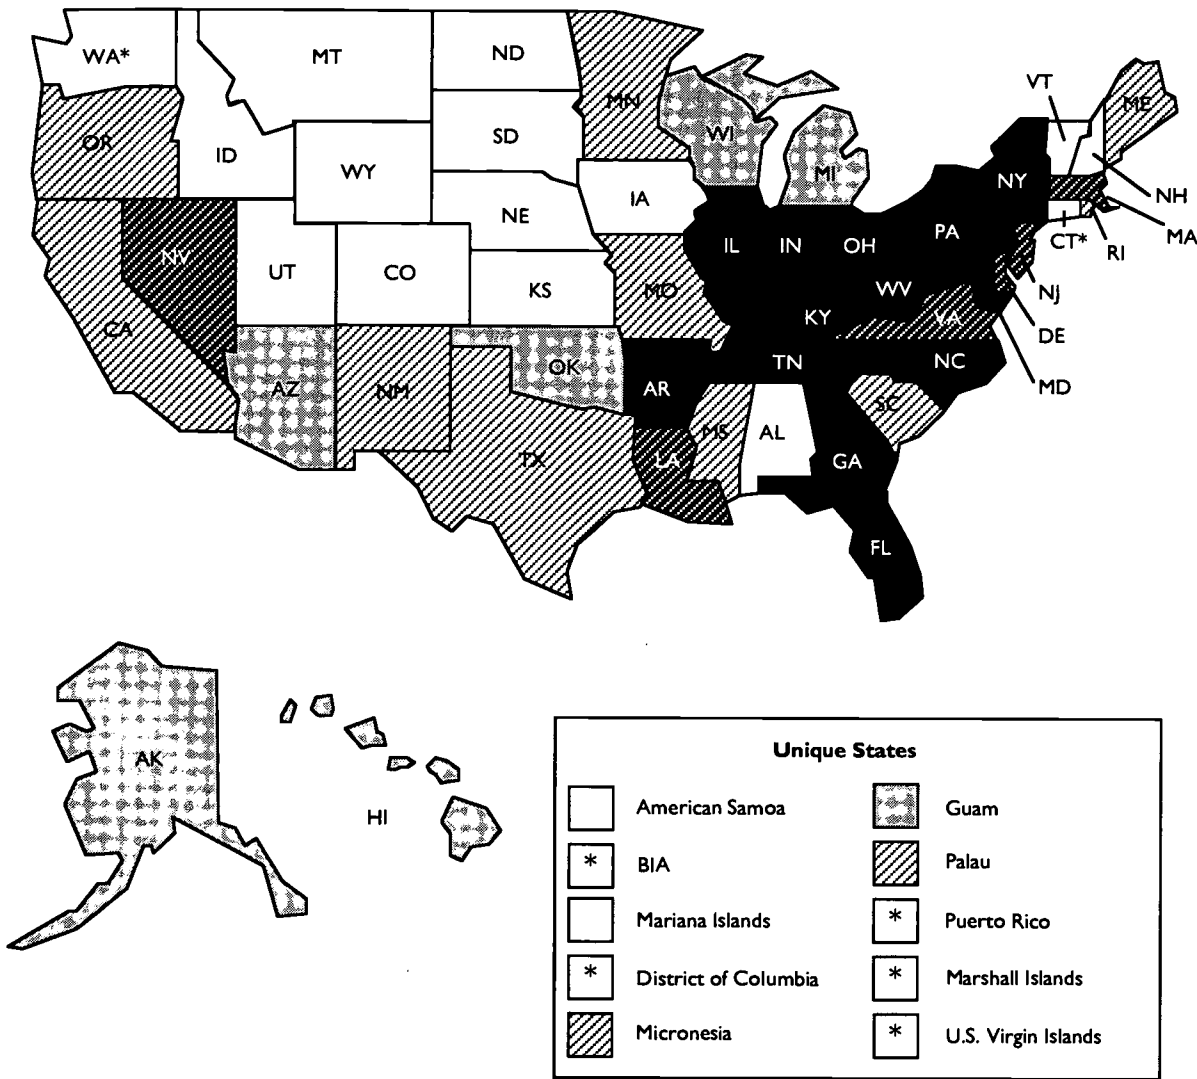 WA*
MT
ND
MN
VT
ME
OR
ID
SD
WI
WY
MI
NY
NH
IA
NE
MA
PA
CT*
RI
IL
IN
OH
NV
UT
CO
KS
MO
WV
NJ
KY
VA
DE
CA
TN
NC
MD
AZ
NM
OK
AR
SC
MS
AL
TX
LA
GA
FL
AK
HI
Unique States
American Samoa
* BIA
Mariana Islands
* District of Columbia
Micronesia
Guam
Palau
* Puerto Rico
* Marshall Islands
* U.S. Virgin Islands